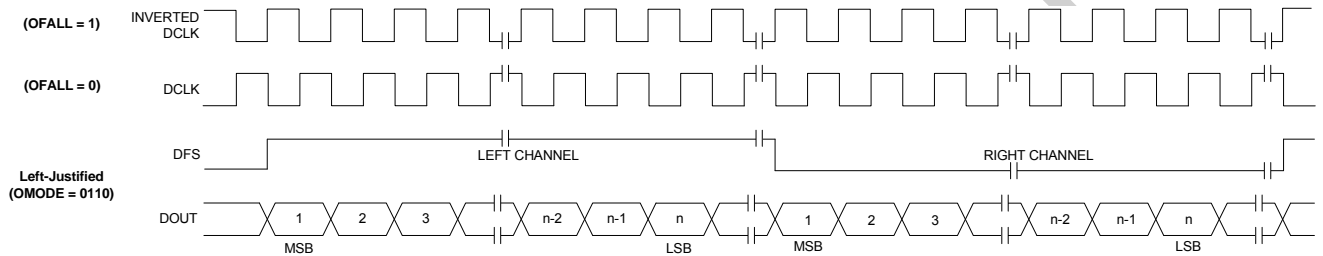 (OFALL = 1)
INVERTED
DCLK
(OFALL = 0)
DCLK
DFS
LEFT CHANNEL
RIGHT CHANNEL
Left-Justified
(OMODE = 0110)
DOUT
1 2 3 n-2 n-1 n 1 2 3 n-2 n-1 n
MSB LSB MSB LSB